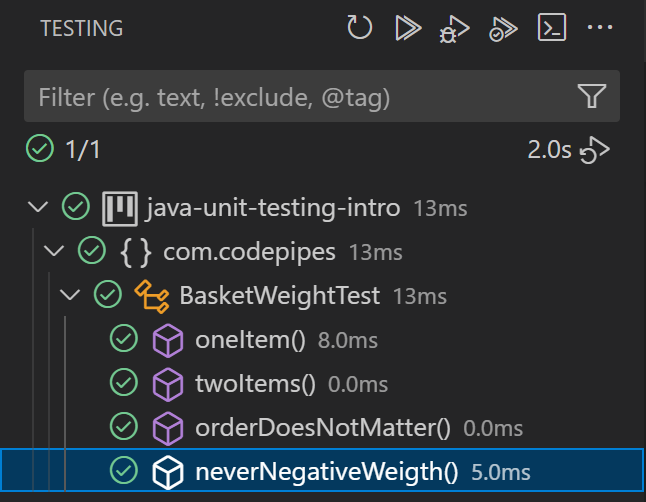 TESTING
Filter (e.g. text, !exclude, @tag)
1/1 2.0s
java-unit-testing-intro 13ms
{ } com.codepipes 13ms
BasketWeightTest 13ms
oneItem() 8.0ms
twoItems() 0.0ms
orderDoesNotMatter() 0.0ms
neverNegativeWeigth() 5.0ms